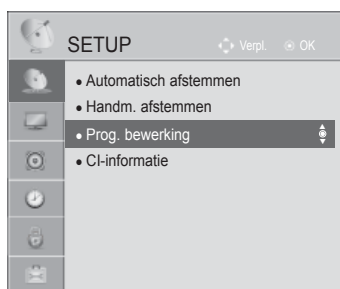 SETUP
Verpl. OK
• Automatisch afstemmen
• Handm. afstemmen
• Prog. bewerking
• CI-informatie